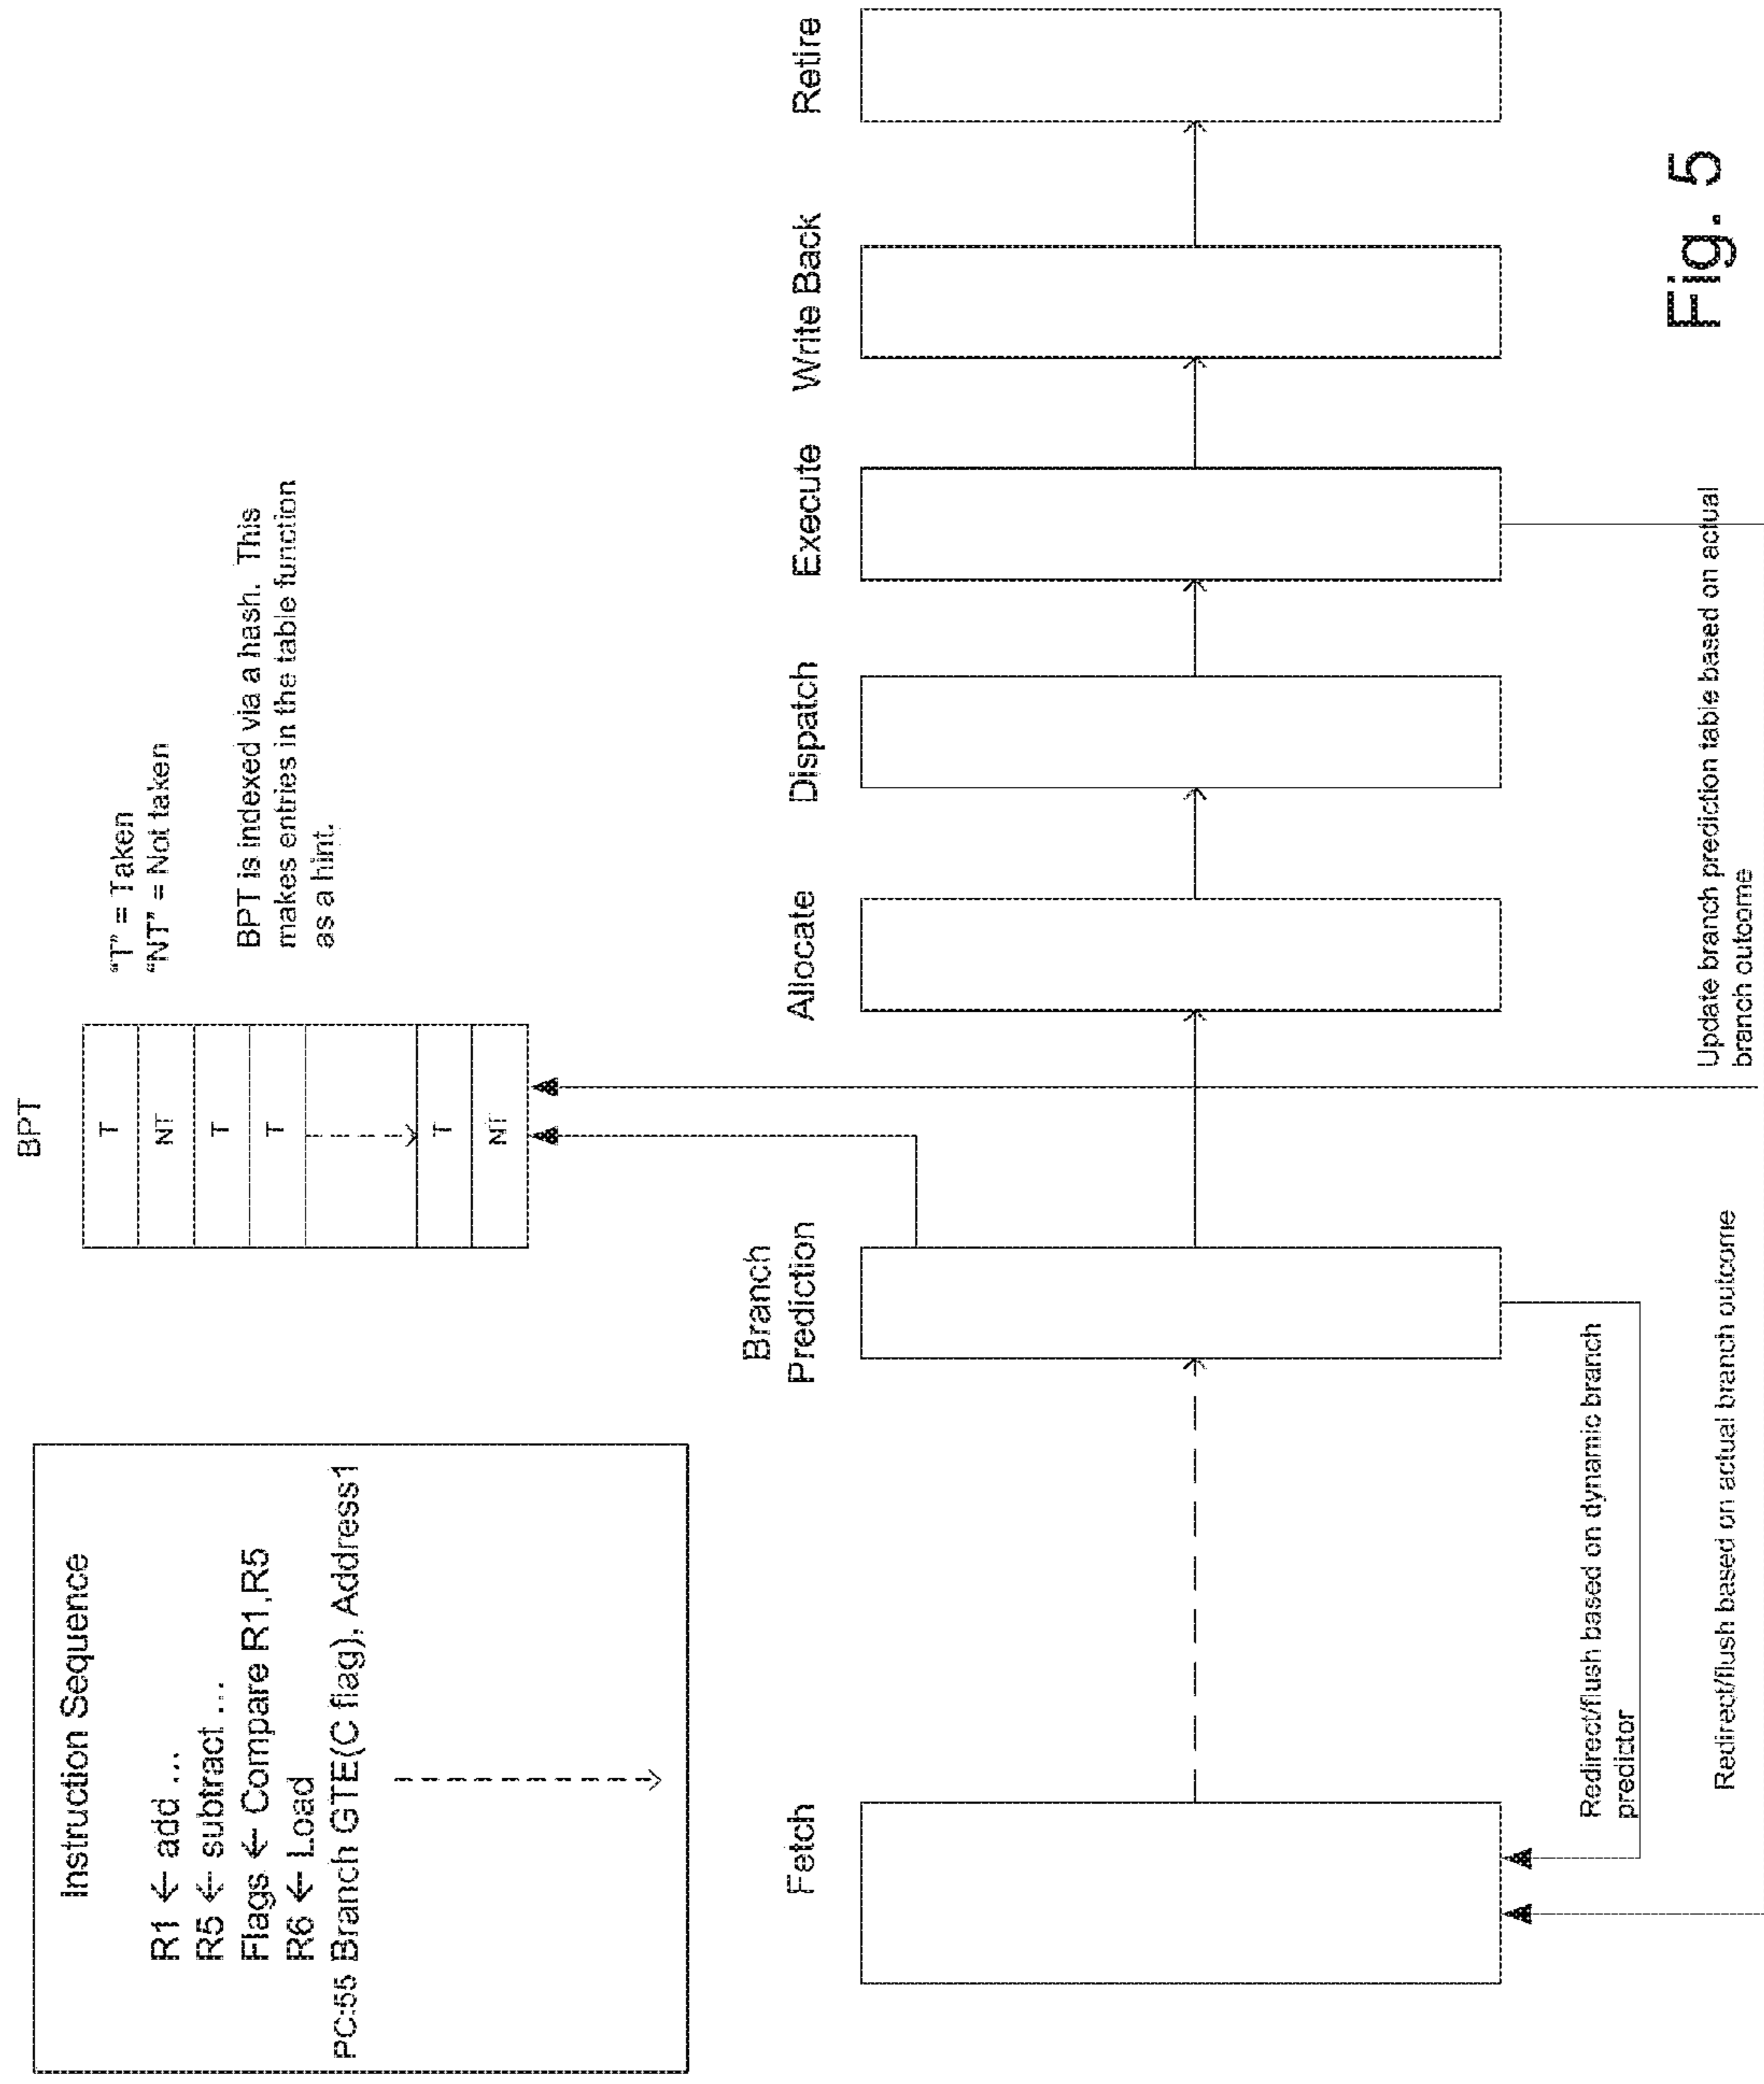 Instruction Sequence
R1 ← add ...
R5 ← subtract ...
Flags ← Compare R1,R5
R6 ← Load
PC:55 Branch GTE(C flag), Address1
BPT
T
NT
T
T
T
NT
“T” = Taken
“NT” = Not taken
BPT is indexed via a hash. This
makes entries in the table function
as a hint.
Fetch
Branch
Prediction
Allocate
Dispatch
Execute
Write Back
Retire
Redirect/flush based on dynamic branch
predictor
Redirect/flush based on actual branch outcome
Update branch prediction table based on actual
branch outcome
Fig. 5